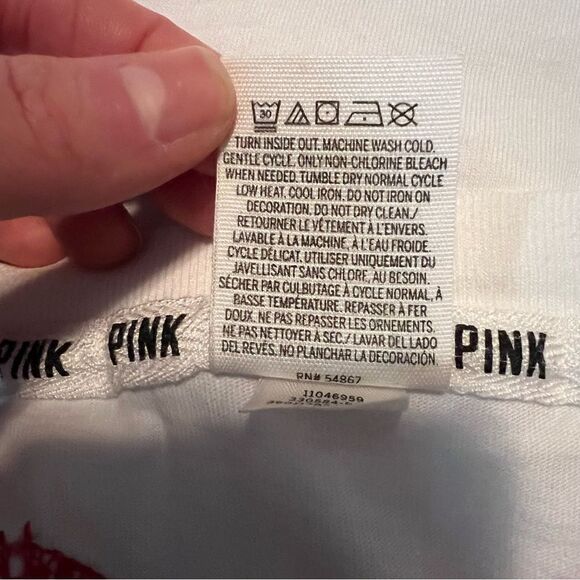 30
TURN INSIDE OUT. MACHINE WASH COLD,
GENTLE CYCLE. ONLY NON-CHLORINE BLEACH
WHEN NEEDED. TUMBLE DRY NORMAL CYCLE
LOW HEAT. COOL IRON. DO NOT IRON ON
DECORATION. DO NOT DRY CLEAN./
RETOURNER LE VÊTEMENT À L'ENVERS.
LAVABLE À LA MACHINE, À L'EAU FROIDE.
CYCLE DÉLICAT. UTILISER UNIQUEMENT DU
JAVELLISANT SANS CHLORE, AU BESOIN.
SÉCHER PAR CULBUTAGE À CYCLE NORMAL, À
BASSE TEMPÉRATURE. REPASSER À FER
DOUX. NE PAS REPASSER LES ORNEMENTS.
NE PAS NETTOYER À SEC./ LAVAR DEL LADO
DEL REVÉS. NO PLANCHAR LA DECORACIÓN.
RN# 54867
11046959
PINK
PINK
PINK